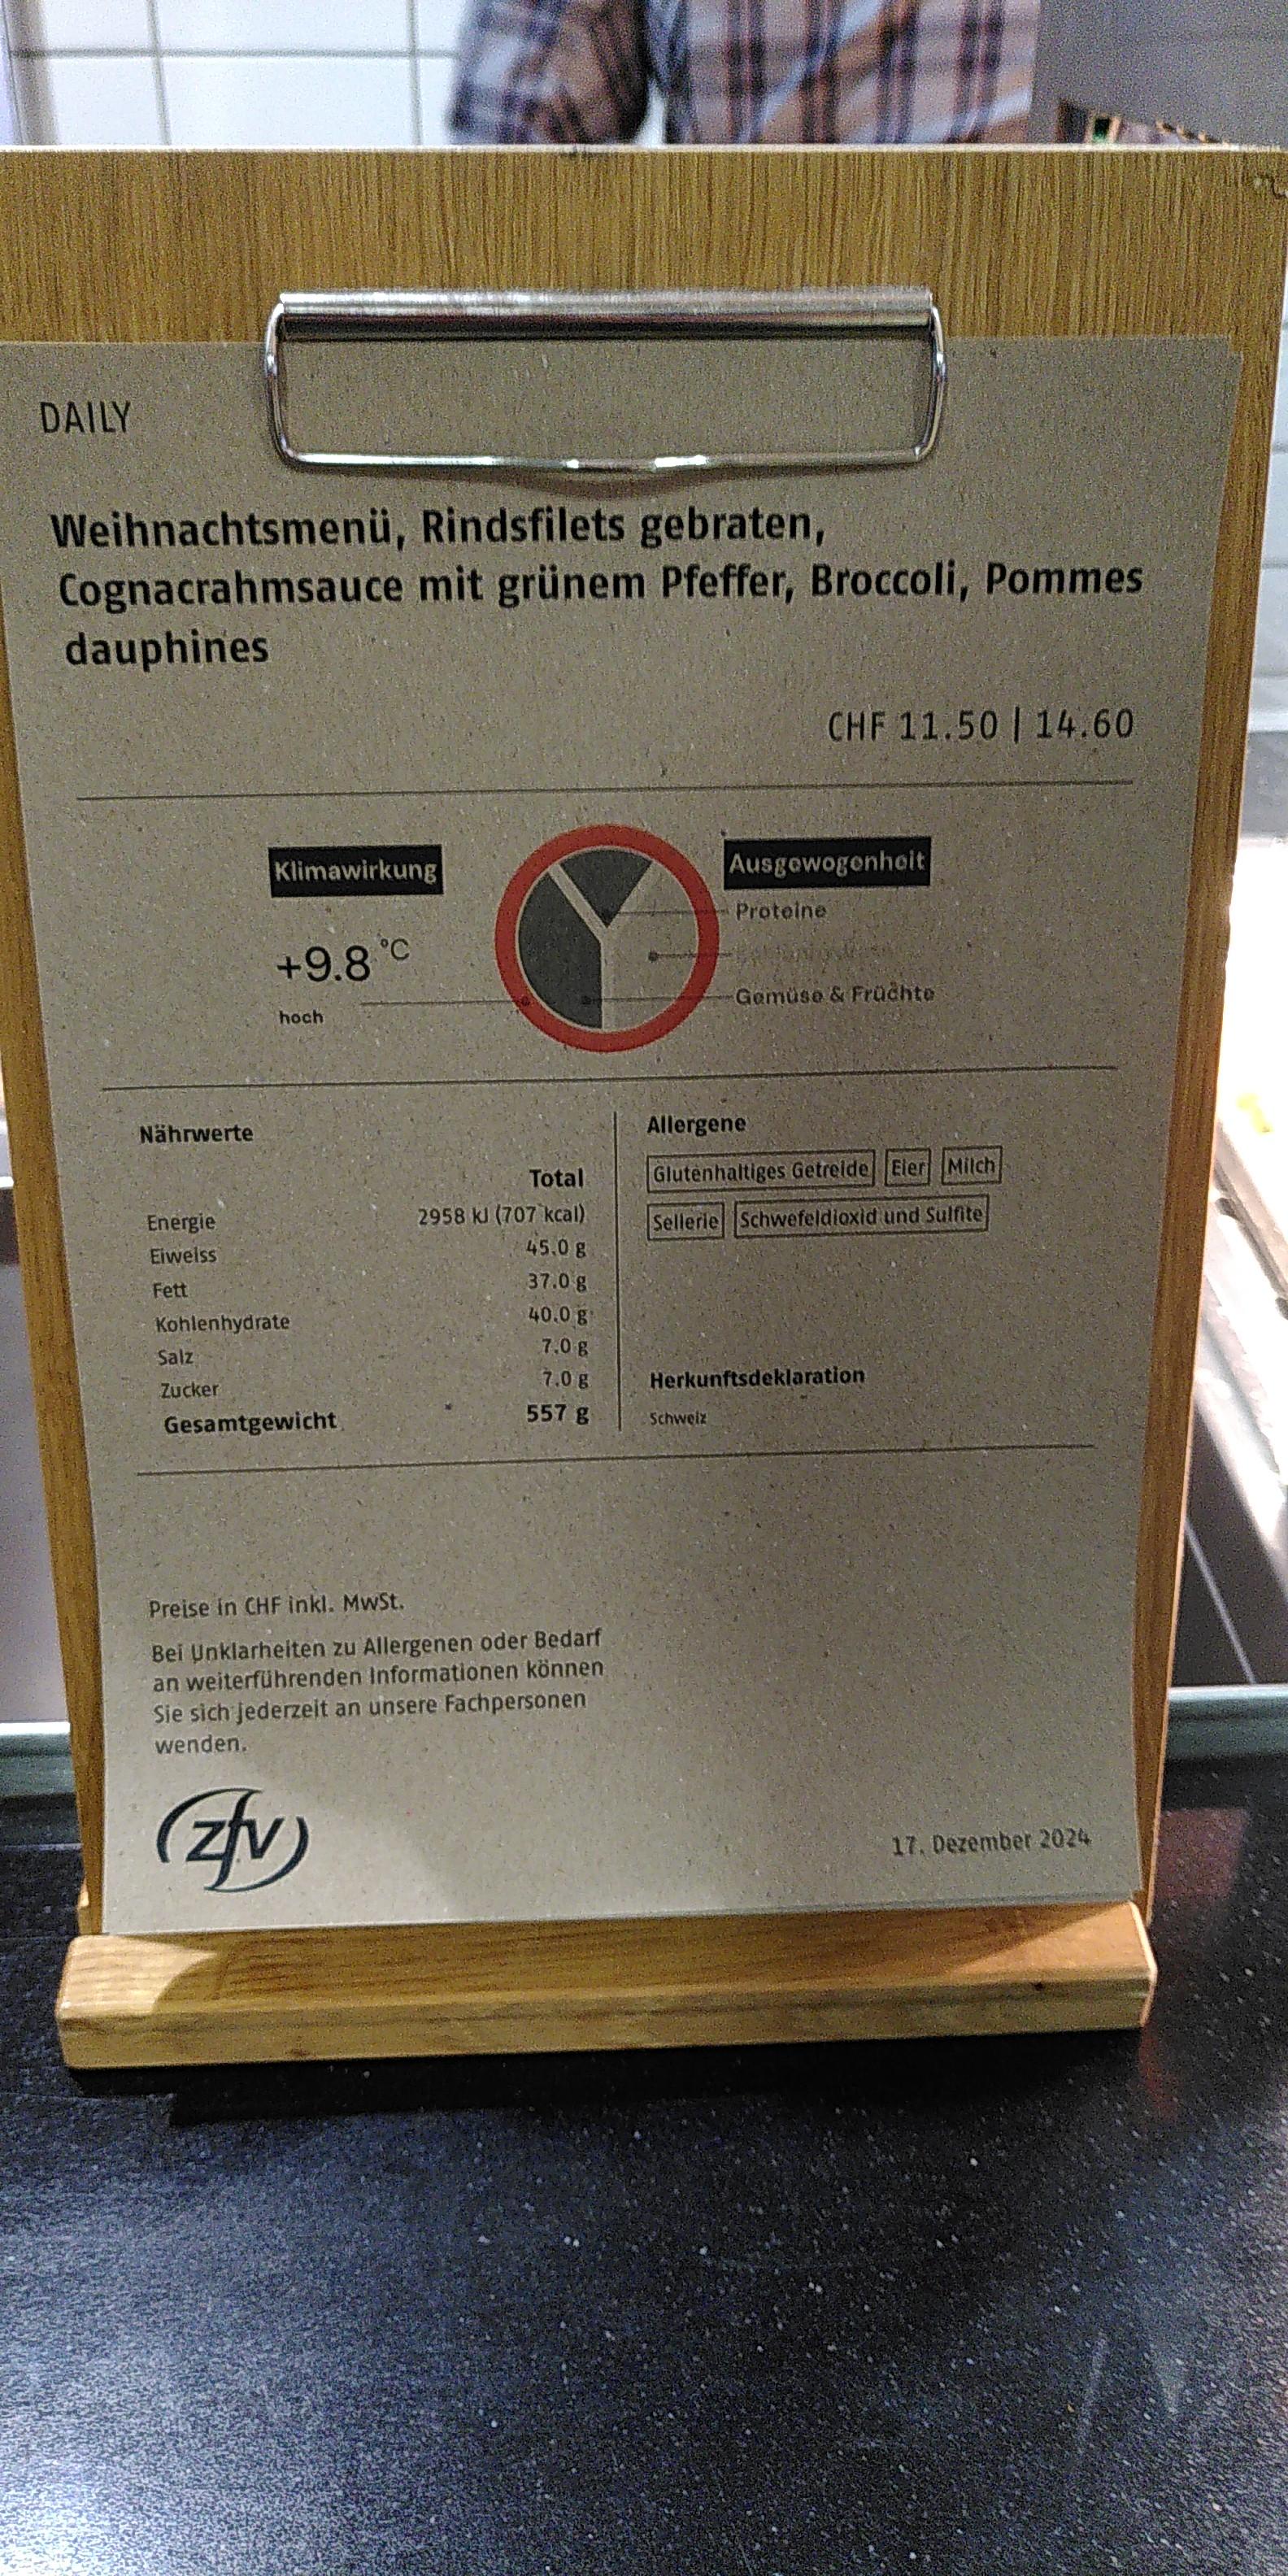 DAILY
Weihnachtsmenü, Rindsfilets gebraten,
Cognacrahmsauce mit grünem Pfeffer, Broccoli, Pommes
dauphines
CHF 11.50 | 14.60
Klimawirkung
+9.8 °C
hoch
Ausgewogenheit
Proteine
Gemüse & Früchte
Nährwerte
Total
Energie 2958 kJ (707 kcal)
Eiweiss 45.0 g
Fett 37.0 g
Kohlenhydrate 40.0 g
Salz 7.0 g
Zucker 7.0 g
Gesamtgewicht 557 g
Allergene
Glutenhaltiges Getreide Eier Milch
Sellerie Schwefeldioxid und Sulfite
Herkunftsdeklaration
Schweiz
Preise in CHF inkl. MwSt.
Bei Unklarheiten zu Allergenen oder Bedarf
an weiterführenden Informationen können
Sie sich jederzeit an unsere Fachpersonen
wenden.
zfv
17. Dezember 2024